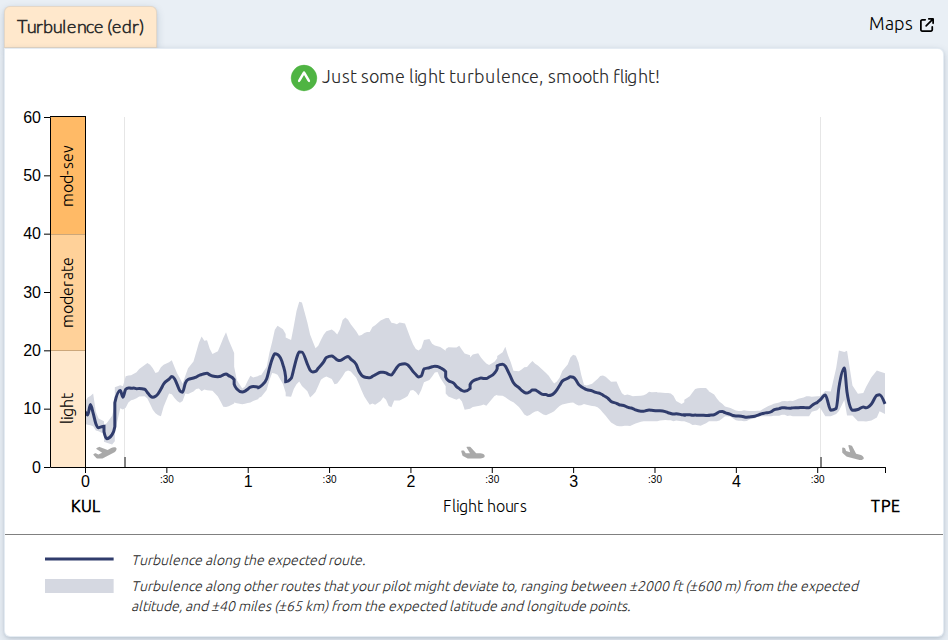 Turbulence (edr)
Maps
Just some light turbulence, smooth flight!
60
50
40
30
20
10
0
mod-sev
moderate
light
0
:30
1
:30
2
:30
3
:30
4
:30
KUL
Flight hours
TPE
Turbulence along the expected route.
Turbulence along other routes that your pilot might deviate to, ranging between ±2000 ft (±600 m) from the expected
altitude, and ±40 miles (±65 km) from the expected latitude and longitude points.